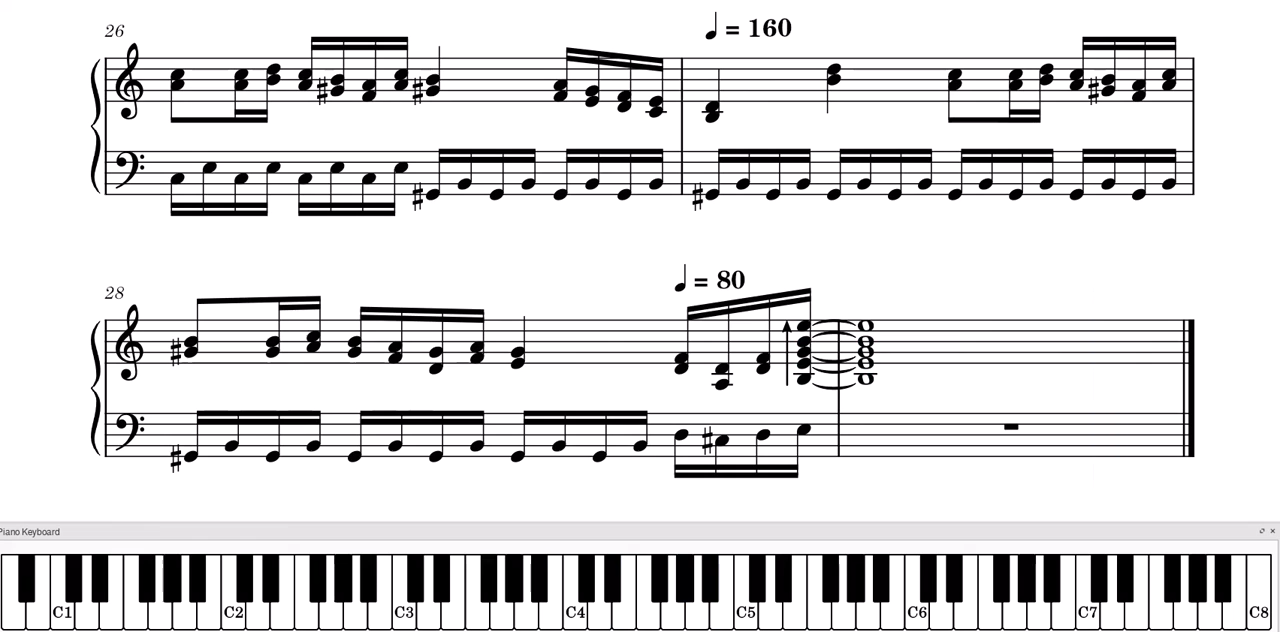 26
♩ = 160
28
♩ = 80
Piano Keyboard
C1 C2 C3 C4 C5 C6 C7 C8